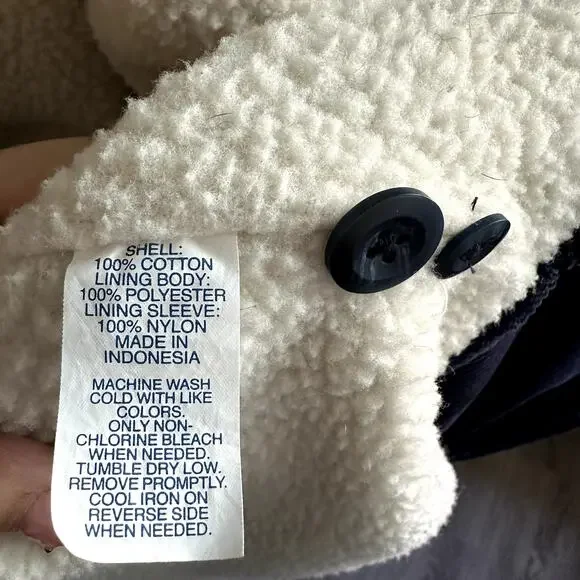 SHELL:
100% COTTON
LINING BODY:
100% POLYESTER
LINING SLEEVE:
100% NYLON
MADE IN
INDONESIA
MACHINE WASH
COLD WITH LIKE
COLORS.
ONLY NON-
CHLORINE BLEACH
WHEN NEEDED.
TUMBLE DRY LOW.
REMOVE PROMPTLY.
COOL IRON ON
REVERSE SIDE
WHEN NEEDED.